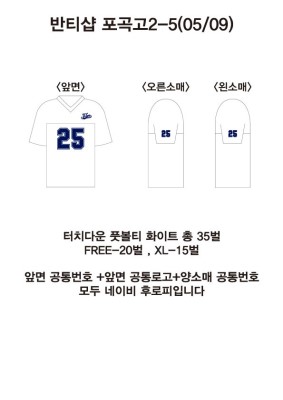 반티샵 포곡고2-5(05/09)
<앞면> <오른소매> <왼소매>
25 25 25
터치다운 풋볼티 화이트 총 35벌
FREE-20벌 , XL-15벌
앞면 공통번호 +앞면 공통로고+양소매 공통번호
모두 네이비 후로피입니다